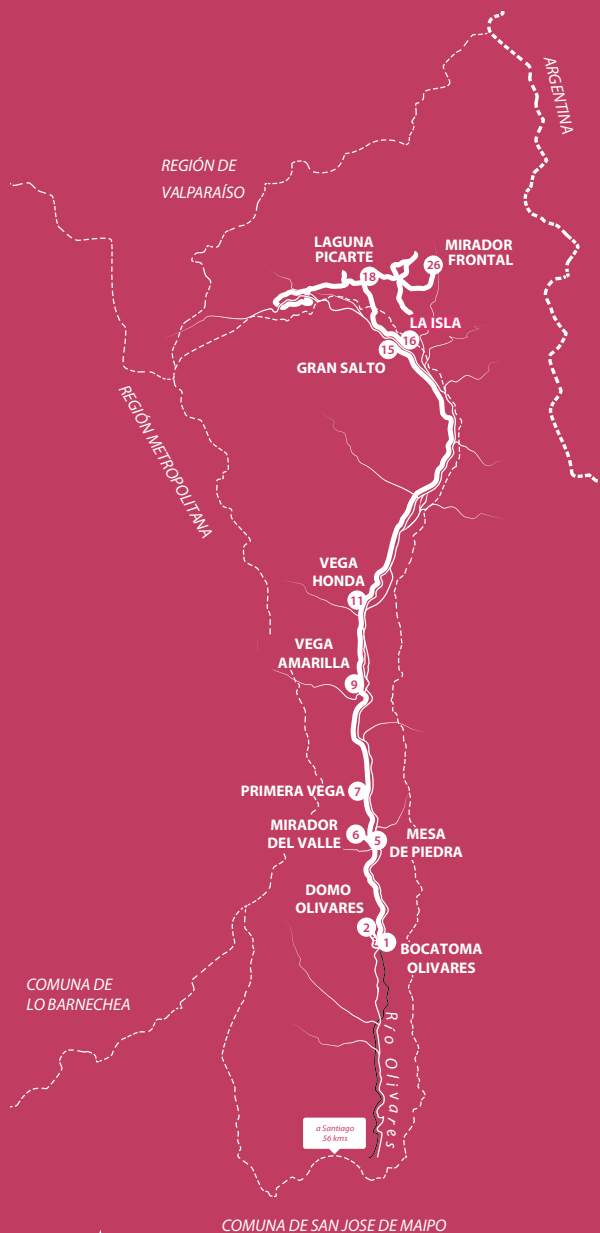 ARGENTINA
REGIÓN DE
VALPARAÍSO
LAGUNA
PICARTE
MIRADOR
FRONTAL
26
18
LA ISLA
16
15
GRAN SALTO
REGIÓN METROPOLITANA
VEGA
HONDA
11
VEGA
AMARILLA
9
PRIMERA VEGA
7
MIRADOR
DEL VALLE
6
5
MESA
DE PIEDRA
DOMO
OLIVARES
2
1
BOCATOMA
OLIVARES
COMUNA DE
LO BARNECHEA
Río Olivares
a Santiago
56 kms
COMUNA DE SAN JOSE DE MAIPO